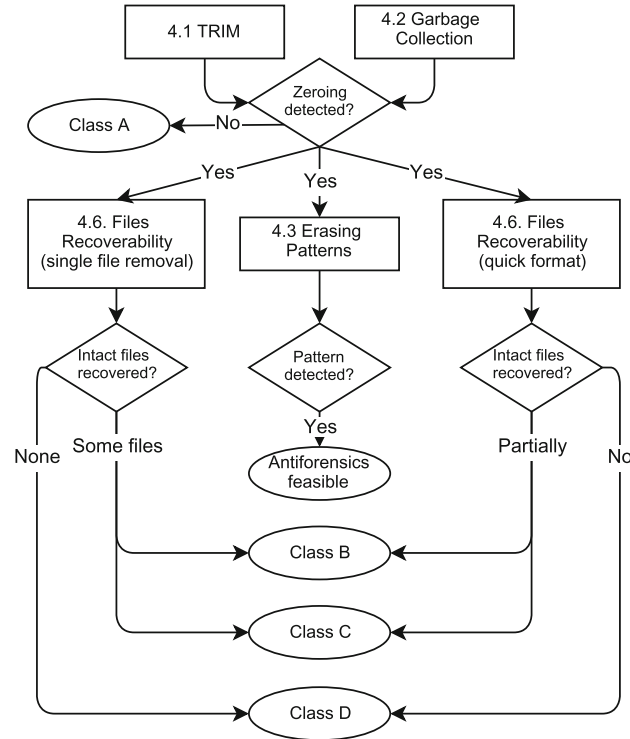 4.1 TRIM
4.2 Garbage
Collection
Zeroing
detected?
No
Class A
Yes
Yes
Yes
4.6. Files
Recoverability
(single file removal)
4.3 Erasing
Patterns
4.6. Files
Recoverability
(quick format)
Intact files
recovered?
Pattern
detected?
Intact files
recovered?
Yes
None
Some files
Partially
No
Antiforensics
feasible
Class B
Class C
Class D